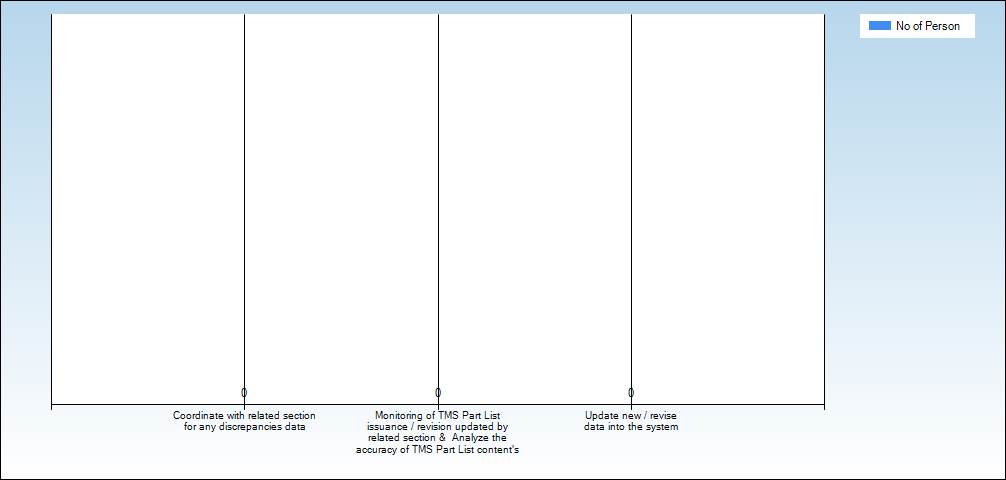 No of Person
0
0
0
Coordinate with related section
for any discrepancies data
Monitoring of TMS Part List
issuance / revision updated by
related section &  Analyze the
accuracy of TMS Part List content's
Update new / revise
data into the system